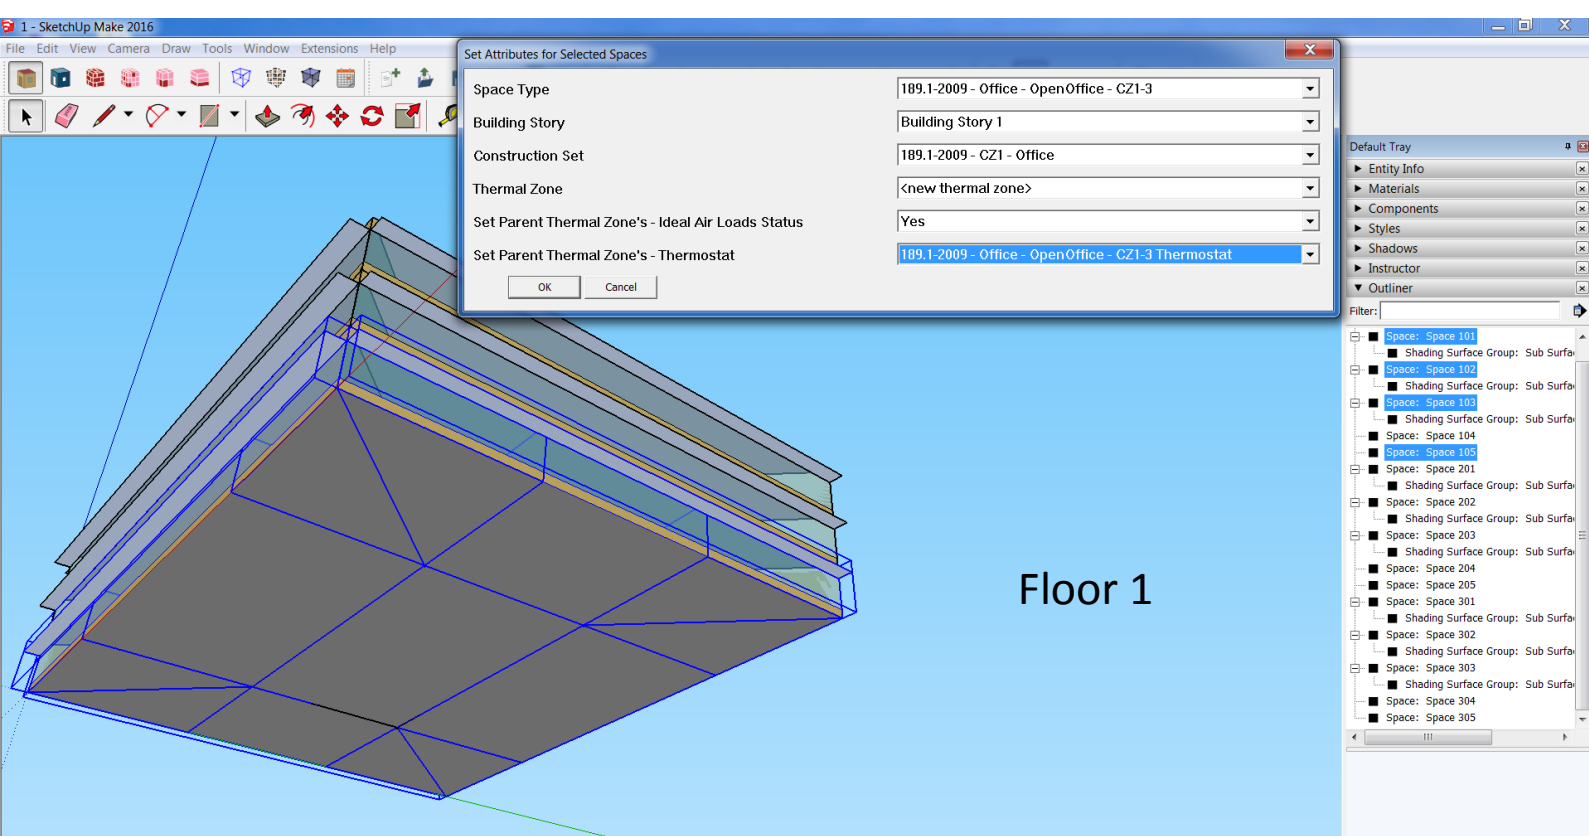 1 - SketchUp Make 2016
File Edit View Camera Draw Tools Window Extensions Help
Set Attributes for Selected Spaces
Space Type
189.1-2009 - Office - OpenOffice - CZ1-3
Building Story
Building Story 1
Construction Set
189.1-2009 - CZ1 - Office
Thermal Zone
<new thermal zone>
Set Parent Thermal Zone's - Ideal Air Loads Status
Yes
Set Parent Thermal Zone's - Thermostat
189.1-2009 - Office - OpenOffice - CZ1-3 Thermostat
OK
Cancel
Floor 1
Default Tray
Entity Info
Materials
Components
Styles
Shadows
Instructor
Outliner
Filter:
Space: Space 101
Shading Surface Group: Sub Surfa
Space: Space 102
Shading Surface Group: Sub Surfa
Space: Space 103
Shading Surface Group: Sub Surfa
Space: Space 104
Space: Space 105
Space: Space 201
Shading Surface Group: Sub Surfa
Space: Space 202
Shading Surface Group: Sub Surfa
Space: Space 203
Shading Surface Group: Sub Surfa
Space: Space 204
Space: Space 205
Space: Space 301
Shading Surface Group: Sub Surfa
Space: Space 302
Shading Surface Group: Sub Surfa
Space: Space 303
Shading Surface Group: Sub Surfa
Space: Space 304
Space: Space 305